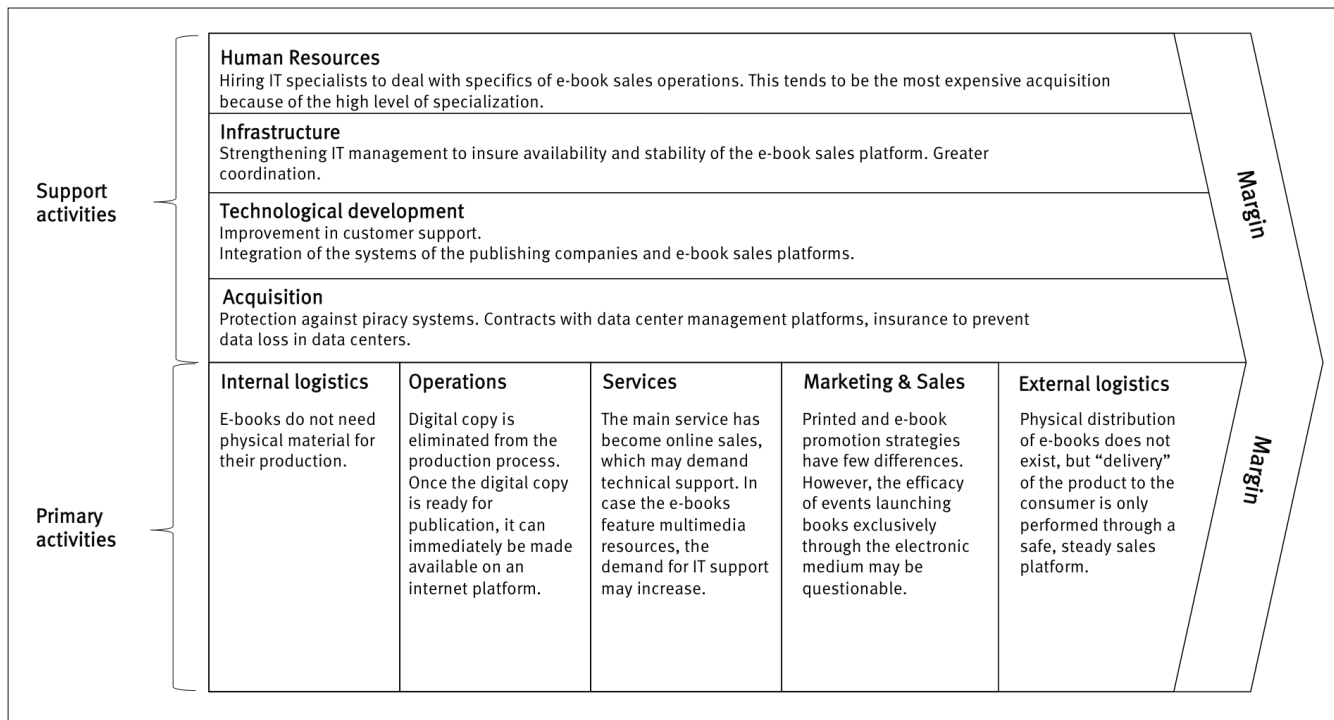 Human Resources
Hiring IT specialists to deal with specifics of e-book sales operations. This tends to be the most expensive acquisition
because of the high level of specialization.
Infrastructure
Strengthening IT management to insure availability and stability of the e-book sales platform. Greater
coordination.
Support
activities
Technological development
Improvement in customer support.
Integration of the systems of the publishing companies and e-book sales platforms.
Acquisition
Protection against piracy systems. Contracts with data center management platforms, insurance to prevent
data loss in data centers.
Margin
Primary
activities
Internal logistics
E-books do not need
physical material for
their production.
Operations
Digital copy is
eliminated from the
production process.
Once the digital copy
is ready for
publication, it can
immediately be made
available on an
internet platform.
Services
The main service has
become online sales,
which may demand
technical support. In
case the e-books
feature multimedia
resources, the
demand for IT support
may increase.
Marketing & Sales
Printed and e-book
promotion strategies
have few differences.
However, the efficacy
of events launching
books exclusively
through the electronic
medium may be
questionable.
External logistics
Physical distribution
of e-books does not
exist, but “delivery”
of the product to the
consumer is only
performed through a
safe, steady sales
platform.
Margin